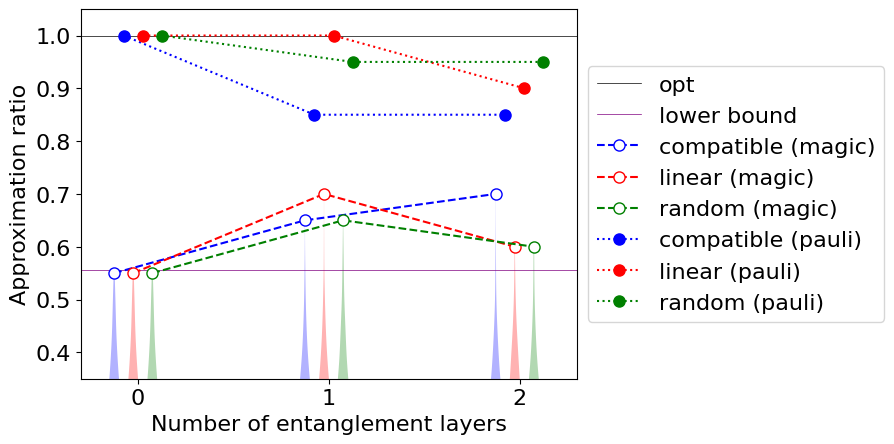 1.0
0.9
0.8
0.7
0.6
0.5
0.4
Approximation ratio
0 1 2
Number of entanglement layers
opt
lower bound
compatible (magic)
linear (magic)
random (magic)
compatible (pauli)
linear (pauli)
random (pauli)